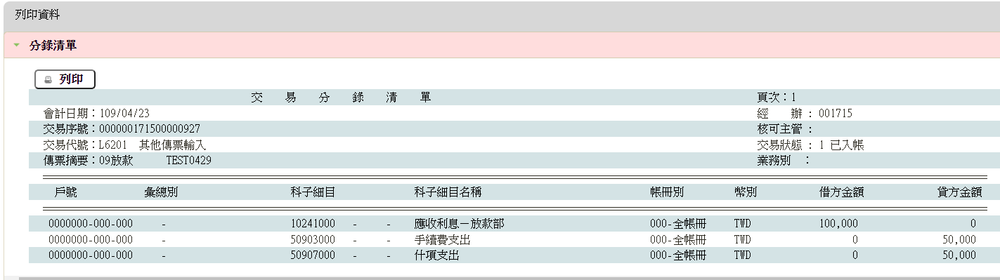 列印資料
分錄清單
列印
交 易 分 錄 清 單 頁次：1
會計日期：109/04/23 經 辦 : 001715
交易序號：000000171500000927 核可主管 :
交易代號：L6201 其他傳票輸入 交易狀態 : 1 已入帳
傳票摘要：09放款 TEST0429 業務別 :
戶號 彙總別 科子細目 科子細目名稱 帳冊別 幣別 借方金額 貸方金額
0000000-000-000 - 10241000 - - 應收利息－放款部 000-全帳冊 TWD 100,000 0
0000000-000-000 - 50903000 - - 手續費支出 000-全帳冊 TWD 0 50,000
0000000-000-000 - 50907000 - - 什項支出 000-全帳冊 TWD 0 50,000